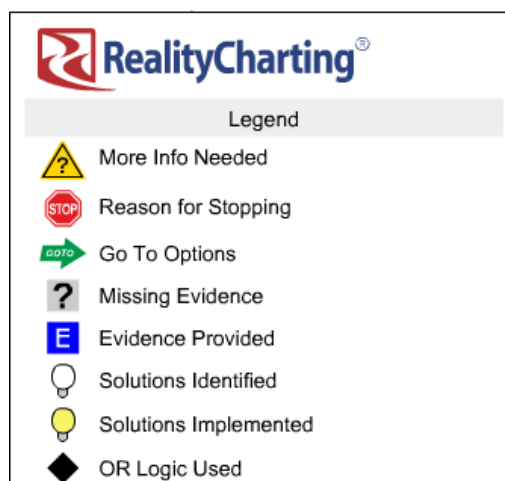 RealityCharting®
Legend
? More Info Needed
STOP Reason for Stopping
GOTO Go To Options
? Missing Evidence
E Evidence Provided
Solutions Identified
Solutions Implemented
OR Logic Used